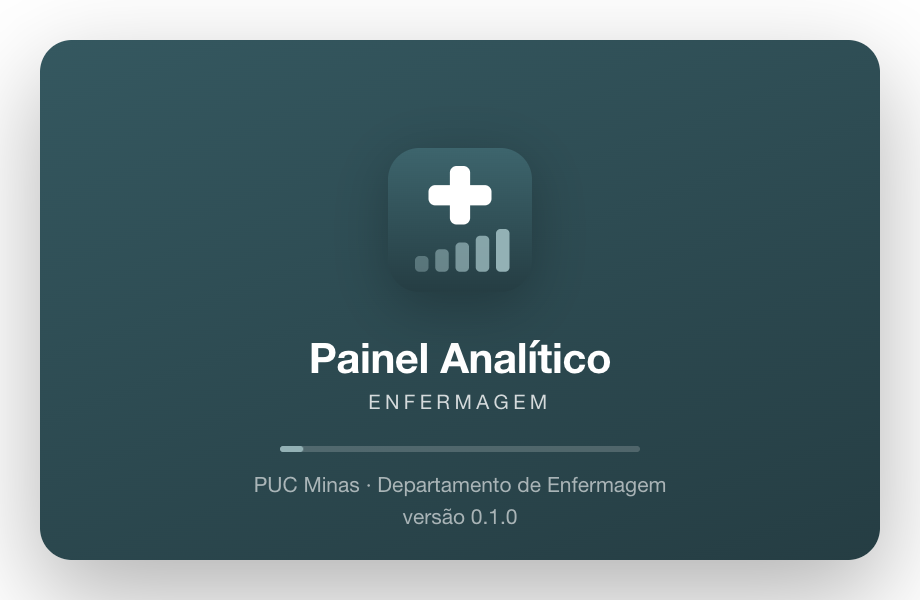 Painel Analítico
ENFERMAGEM
PUC Minas · Departamento de Enfermagem
versão 0.1.0